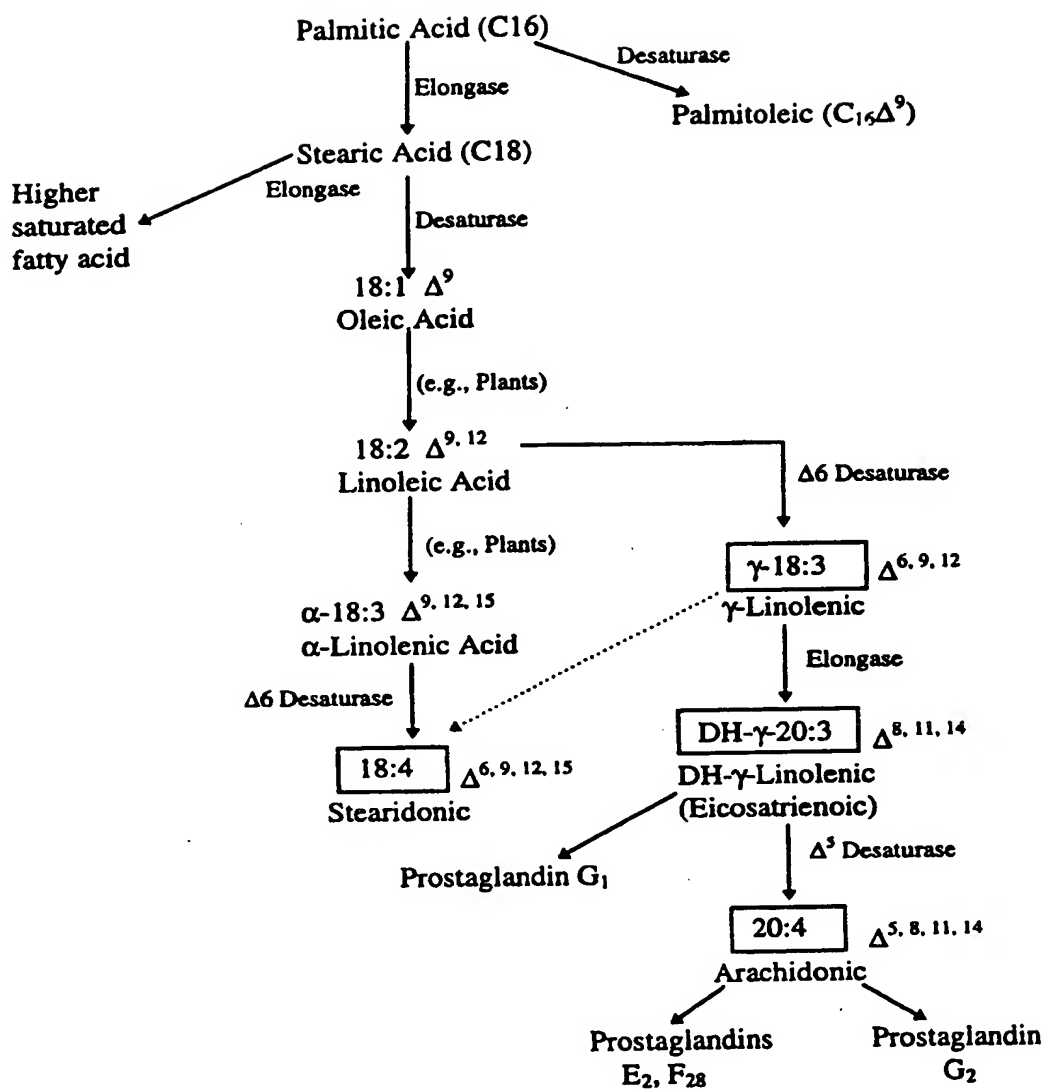 Palmitic Acid (C16)
Desaturase
Elongase
Palmitoleic (C₁₆Δ⁹)
Stearic Acid (C18)
Elongase
Higher
saturated
fatty acid
Desaturase
18:1 Δ⁹
Oleic Acid
(e.g., Plants)
18:2 Δ⁹, ¹²
Linoleic Acid
Δ6 Desaturase
(e.g., Plants)
γ-18:3 Δ⁶, ⁹, ¹²
γ-Linolenic
α-18:3 Δ⁹, ¹², ¹⁵
α-Linolenic Acid
Elongase
Δ6 Desaturase
DH-γ-20:3 Δ⁸, ¹¹, ¹⁴
DH-γ-Linolenic
(Eicosatrienoic)
18:4 Δ⁶, ⁹, ¹², ¹⁵
Stearidonic
Δ⁵ Desaturase
Prostaglandin G₁
20:4 Δ⁵, ⁸, ¹¹, ¹⁴
Arachidonic
Prostaglandins
E₂, F₂₈
Prostaglandin
G₂